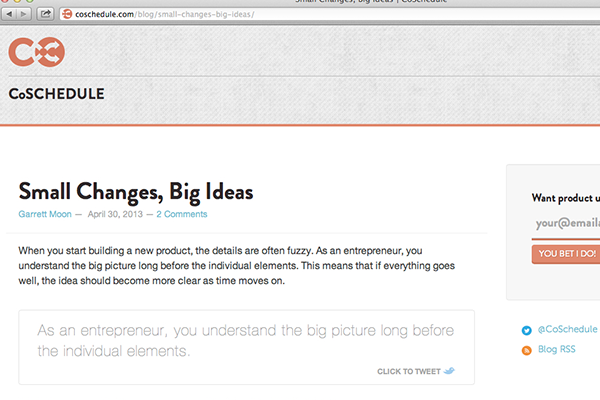 Small Changes, Big Ideas | CoSchedule
coschedule.com/blog/small-changes-big-ideas/
CoSCHEDULE
Small Changes, Big Ideas
Garrett Moon — April 30, 2013 — 2 Comments
When you start building a new product, the details are often fuzzy. As an entrepreneur, you
understand the big picture long before the individual elements. This means that if everything goes
well, the idea should become more clear as time moves on.
As an entrepreneur, you understand the big picture long before
the individual elements.
CLICK TO TWEET
Want product u
your@emaila
YOU BET I DO!
@CoSchedule
Blog RSS